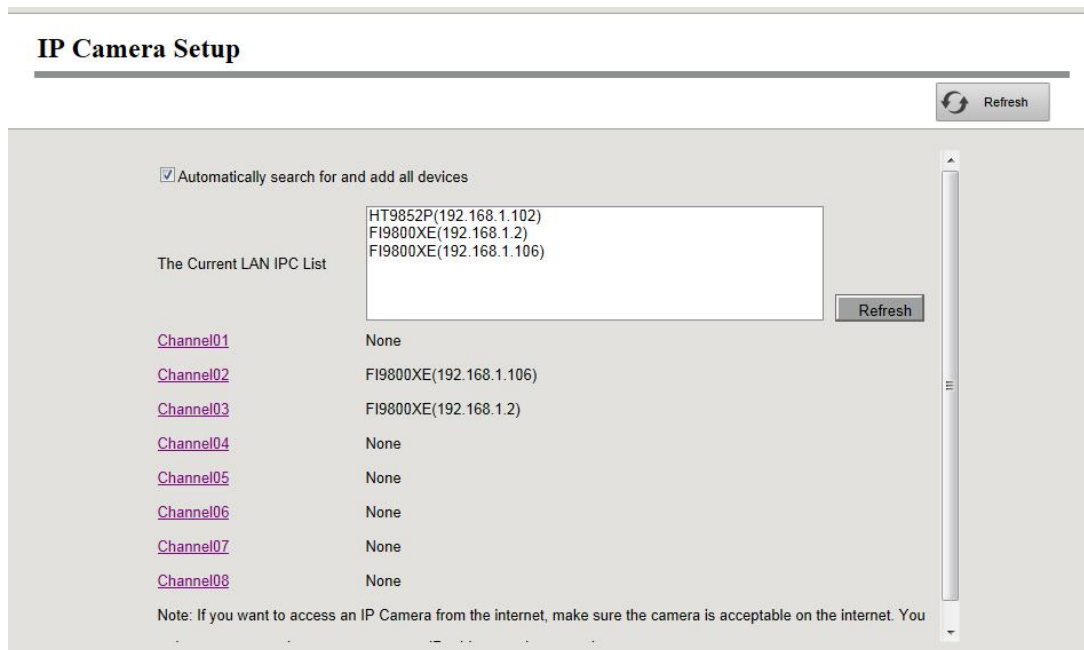 IP Camera Setup
Refresh
Automatically search for and add all devices
The Current LAN IPC List
HT9852P(192.168.1.102)
FI9800XE(192.168.1.2)
FI9800XE(192.168.1.106)
Refresh
Channel01 None
Channel02 FI9800XE(192.168.1.106)
Channel03 FI9800XE(192.168.1.2)
Channel04 None
Channel05 None
Channel06 None
Channel07 None
Channel08 None
Note: If you want to access an IP Camera from the internet, make sure the camera is acceptable on the internet. You